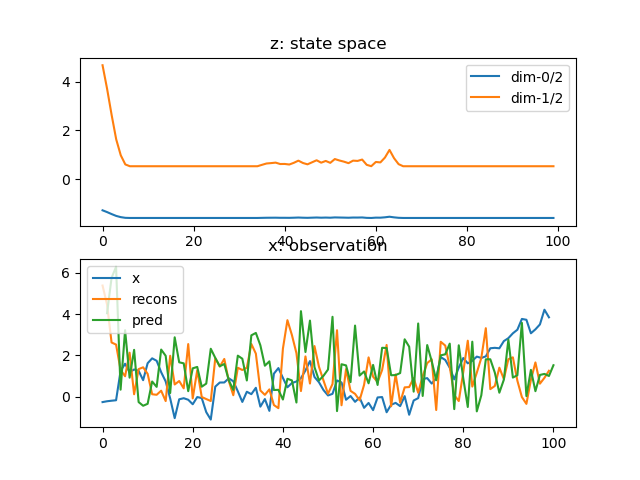 z: state space
4
2
0
dim-0/2
dim-1/2
0 20 40 60 80 100
x: observation
6
4
2
0
x
recons
pred
0 20 40 60 80 100